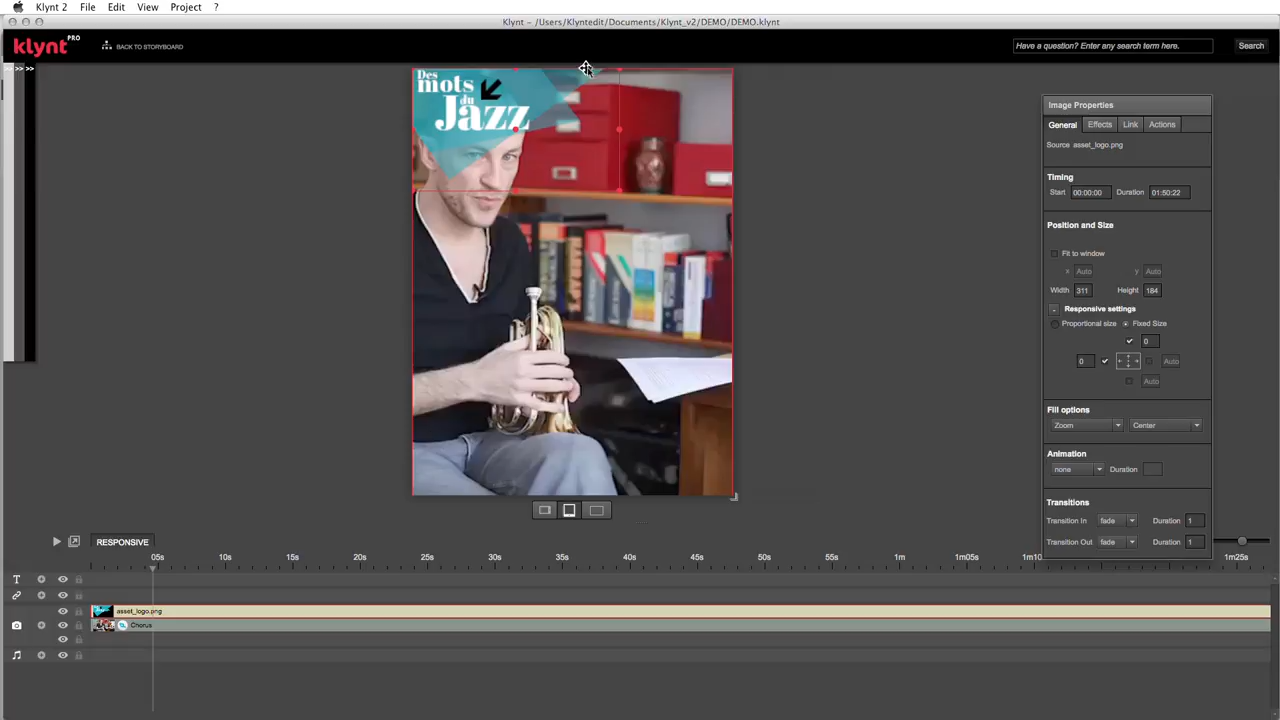 Klynt 2 File Edit View Project ?
Klynt – /Users/Klyntedit/Documents/Klynt_v2/DEMO/DEMO.klynt
klynt PRO
BACK TO STORYBOARD
Have a question? Enter any search term here.
Search
>> >> >>
Des
mots
du
Jazz
Image Properties
General Effects Link Actions
Source asset_logo.png
Timing
Start 00:00:00 Duration 01:50:22
Position and Size
Fit to window
x Auto y Auto
Width 311 Height 184
- Responsive settings
Proportional size Fixed Size
0
0 Auto
Auto
Fill options
Zoom Center
Animation
none Duration
Transitions
Transition In fade Duration 1
Transition Out fade Duration 1
RESPONSIVE
05s 10s 15s 20s 25s 30s 35s 40s 45s 50s 55s 1m 1m05s 1m10 1m25s
T
asset_logo.png
Chorus